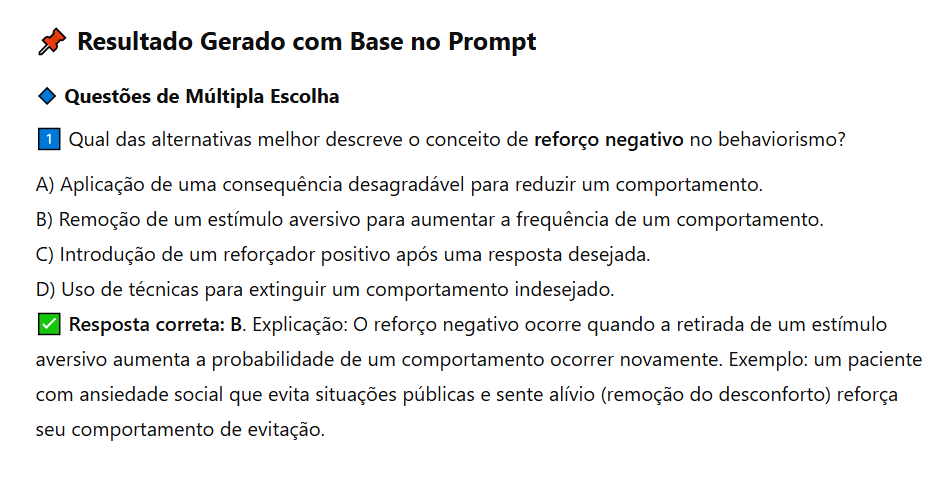 📌 Resultado Gerado com Base no Prompt
🔹 Questões de Múltipla Escolha
1️⃣ Qual das alternativas melhor descreve o conceito de reforço negativo no behaviorismo?
A) Aplicação de uma consequência desagradável para reduzir um comportamento.
B) Remoção de um estímulo aversivo para aumentar a frequência de um comportamento.
C) Introdução de um reforçador positivo após uma resposta desejada.
D) Uso de técnicas para extinguir um comportamento indesejado.
✅ Resposta correta: B. Explicação: O reforço negativo ocorre quando a retirada de um estímulo
aversivo aumenta a probabilidade de um comportamento ocorrer novamente. Exemplo: um paciente
com ansiedade social que evita situações públicas e sente alívio (remoção do desconforto) reforça
seu comportamento de evitação.